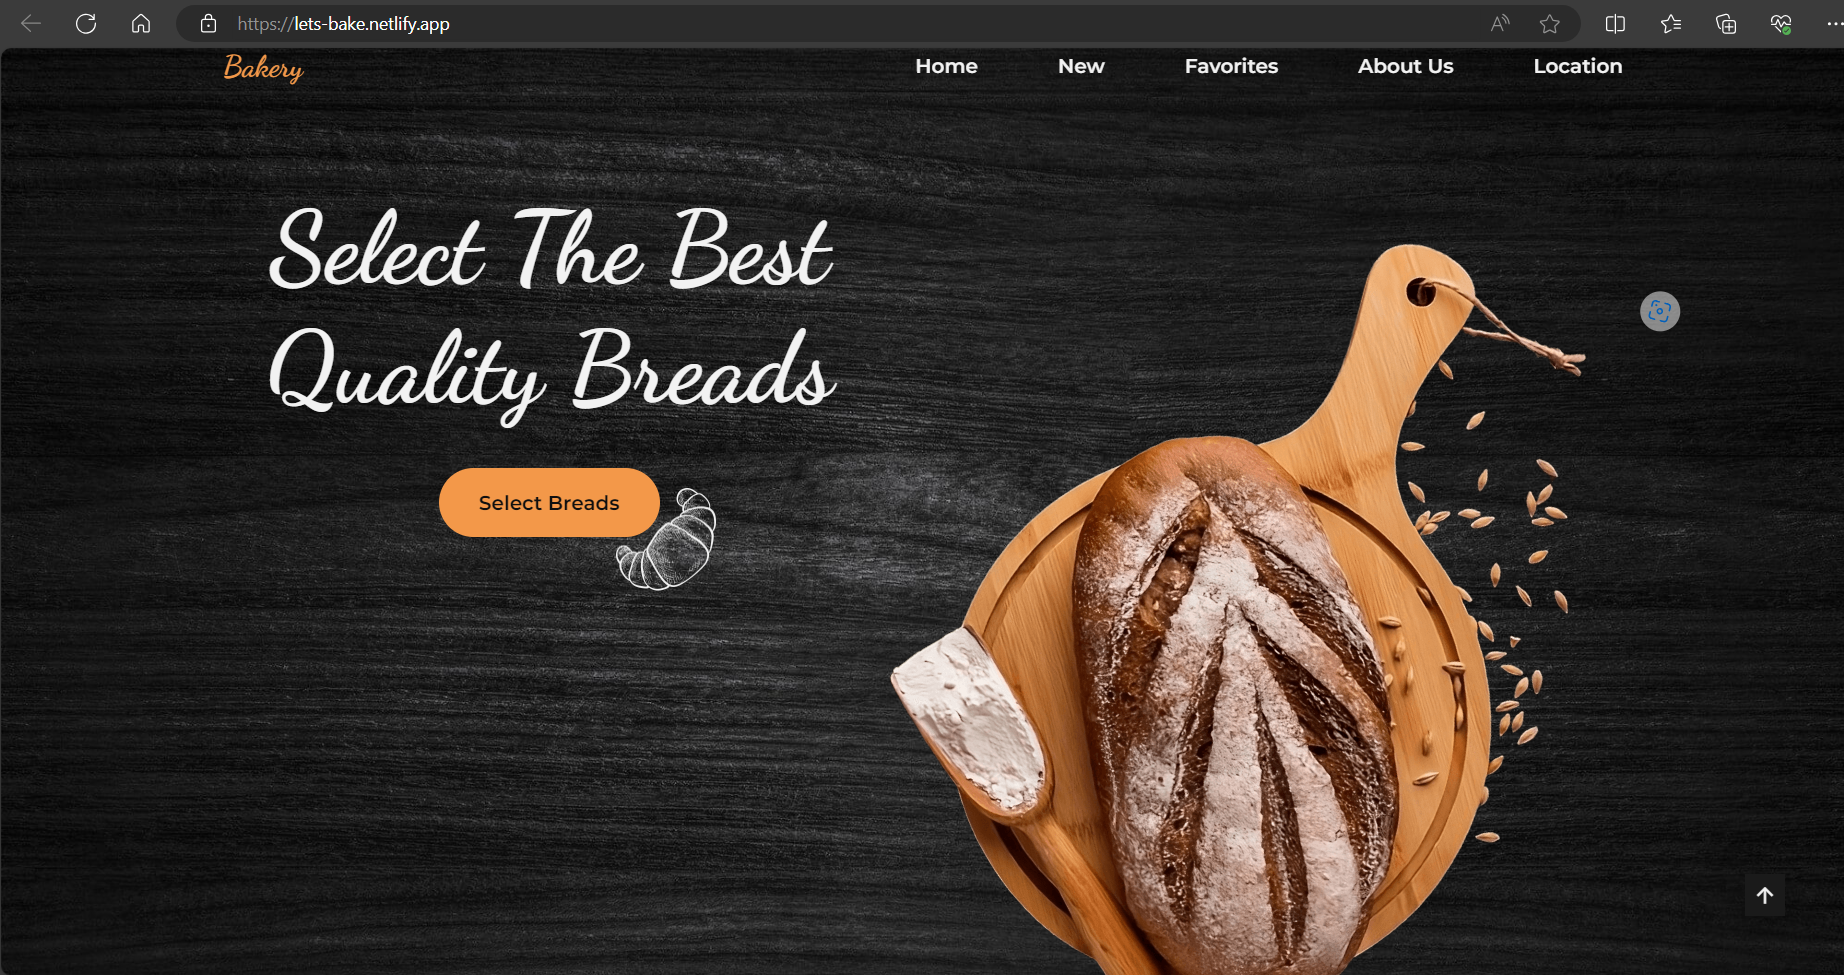 https://lets-bake.netlify.app
Bakery
Home New Favorites About Us Location
Select The Best
Quality Breads
Select Breads